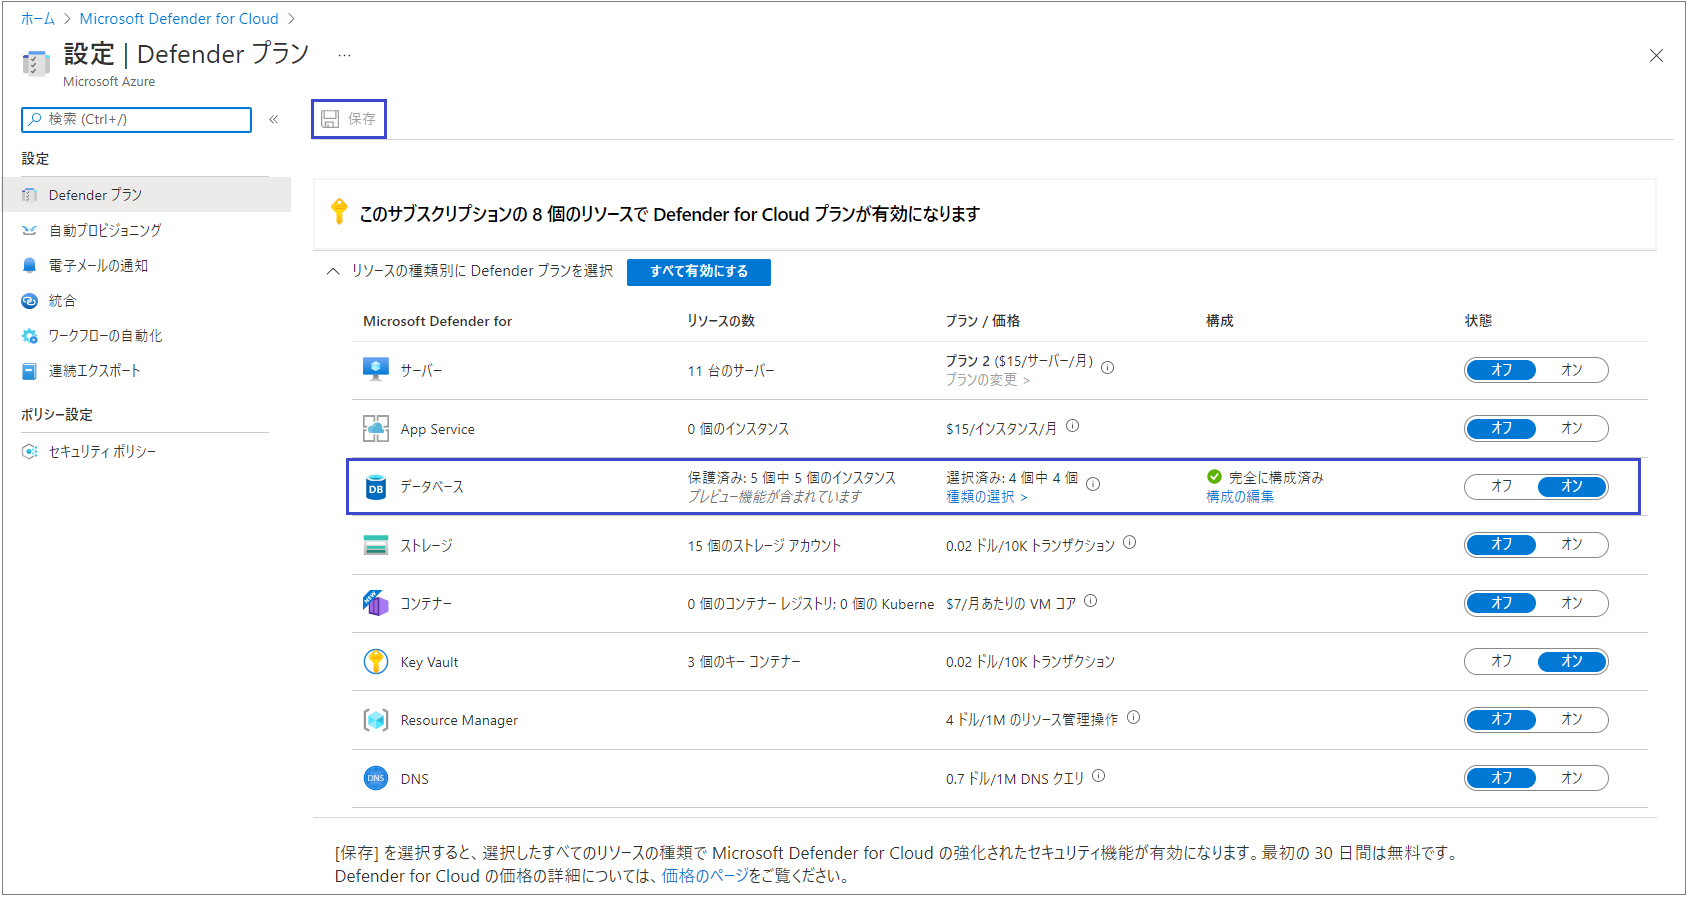 ホーム > Microsoft Defender for Cloud >
設定 | Defender プラン ...
Microsoft Azure
検索 (Ctrl+/) «
保存
設定
Defender プラン
自動プロビジョニング
電子メールの通知
統合
ワークフローの自動化
連続エクスポート
ポリシー設定
セキュリティ ポリシー
このサブスクリプションの 8 個のリソースで Defender for Cloud プランが有効になります
リソースの種類別に Defender プランを選択 すべて有効にする
Microsoft Defender for リソースの数 プラン / 価格 構成 状態
サーバー 11 台のサーバー プラン 2 ($15/サーバー/月) オフ オン
プランの変更 >
App Service 0 個のインスタンス $15/インスタンス/月 オフ オン
DB データベース 保護済み: 5 個中 5 個のインスタンス 選択済み: 4 個中 4 個 完全に構成済み オフ オン
プレビュー機能が含まれています 種類の選択 > 構成の編集
ストレージ 15 個のストレージ アカウント 0.02 ドル/10K トランザクション オフ オン
NEW コンテナー 0 個のコンテナー レジストリ; 0 個の Kuberne $7/月あたりの VM コア オフ オン
Key Vault 3 個のキー コンテナー 0.02 ドル/10K トランザクション オフ オン
Resource Manager 4 ドル/1M のリソース管理操作 オフ オン
DNS DNS 0.7 ドル/1M DNS クエリ オフ オン
[保存] を選択すると、選択したすべてのリソースの種類で Microsoft Defender for Cloud の強化されたセキュリティ機能が有効になります。最初の 30 日間は無料です。
Defender for Cloud の価格の詳細については、価格のページをご覧ください。